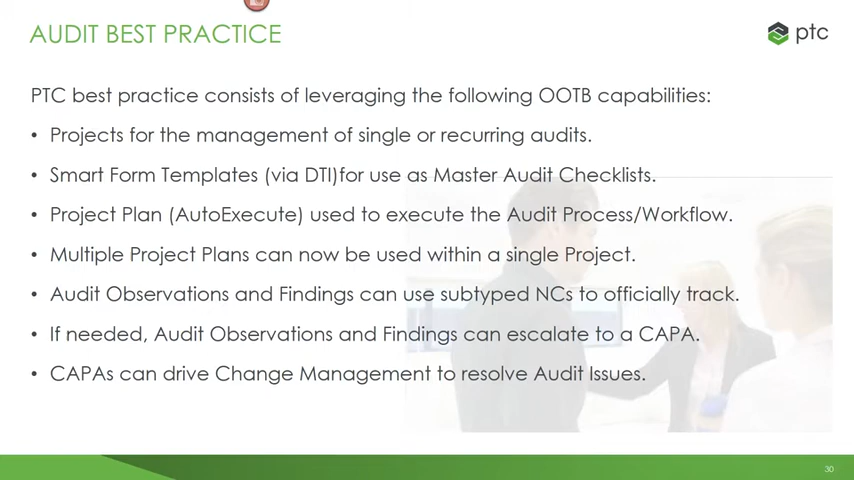 AUDIT BEST PRACTICE
ptc
PTC best practice consists of leveraging the following OOTB capabilities:
• Projects for the management of single or recurring audits.
• Smart Form Templates (via DTI)for use as Master Audit Checklists.
• Project Plan (AutoExecute) used to execute the Audit Process/Workflow.
• Multiple Project Plans can now be used within a single Project.
• Audit Observations and Findings can use subtyped NCs to officially track.
• If needed, Audit Observations and Findings can escalate to a CAPA.
• CAPAs can drive Change Management to resolve Audit Issues.
30